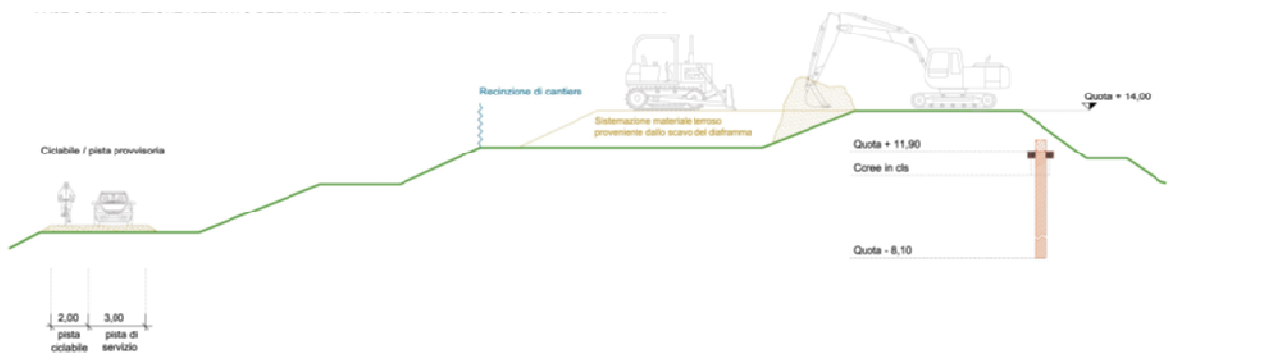 Recinzione di cantiere
Quota + 14,00
Sistemazione materiale terroso
proveniente dallo scavo del diaframma
Ciclabile / pista provvisoria
Quota + 11,90
in cls
Quota - 8,10
2,00 3,00
pista pista di
ciclabile servizio